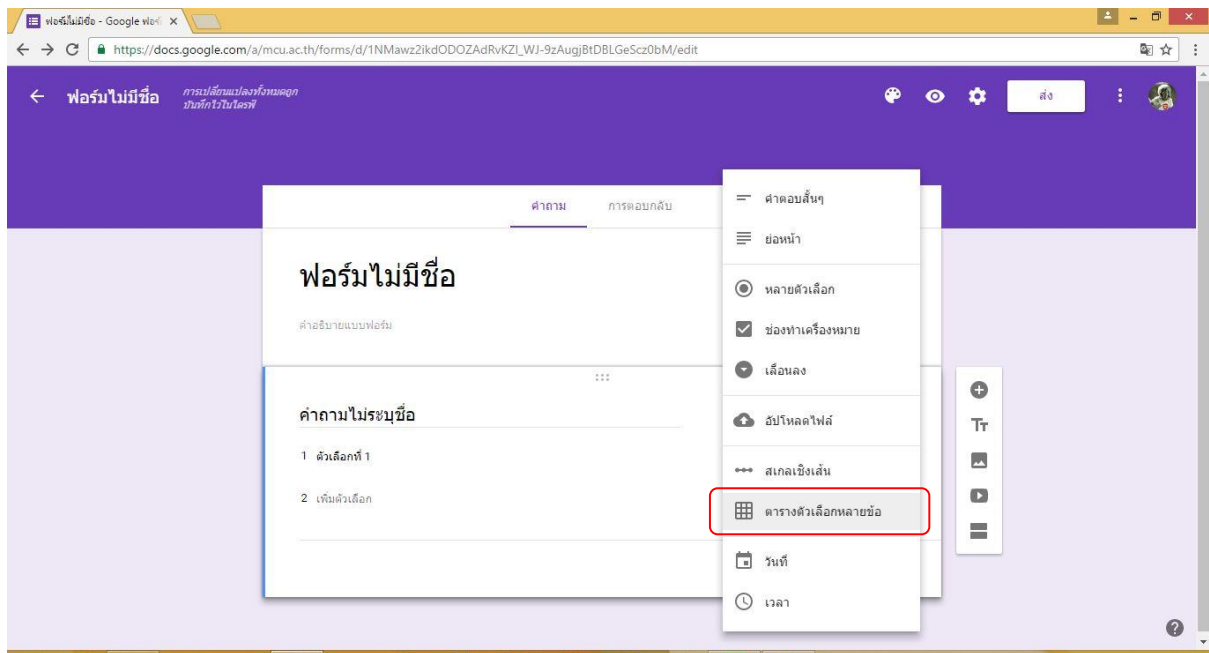 ฟอร์มไม่มีชื่อ - Google ฟอร์
https://docs.google.com/a/mcu.ac.th/forms/d/1NMawz2ikdODOZAdRvKZI_WJ-9zAugjBtDBLGeScz0bM/edit
ฟอร์มไม่มีชื่อ
การเปลี่ยนแปลงทั้งหมดถูก
บันทึกไว้ในไดรฟ์
ส่ง
คำถาม
การตอบกลับ
ฟอร์มไม่มีชื่อ
คำอธิบายแบบฟอร์ม
คำถามไม่ระบุชื่อ
1 ตัวเลือกที่ 1
2 เพิ่มตัวเลือก
คำตอบสั้นๆ
ย่อหน้า
หลายตัวเลือก
ช่องทำเครื่องหมาย
เลื่อนลง
อัปโหลดไฟล์
สเกลเชิงเส้น
ตารางตัวเลือกหลายข้อ
วันที่
เวลา
Tт